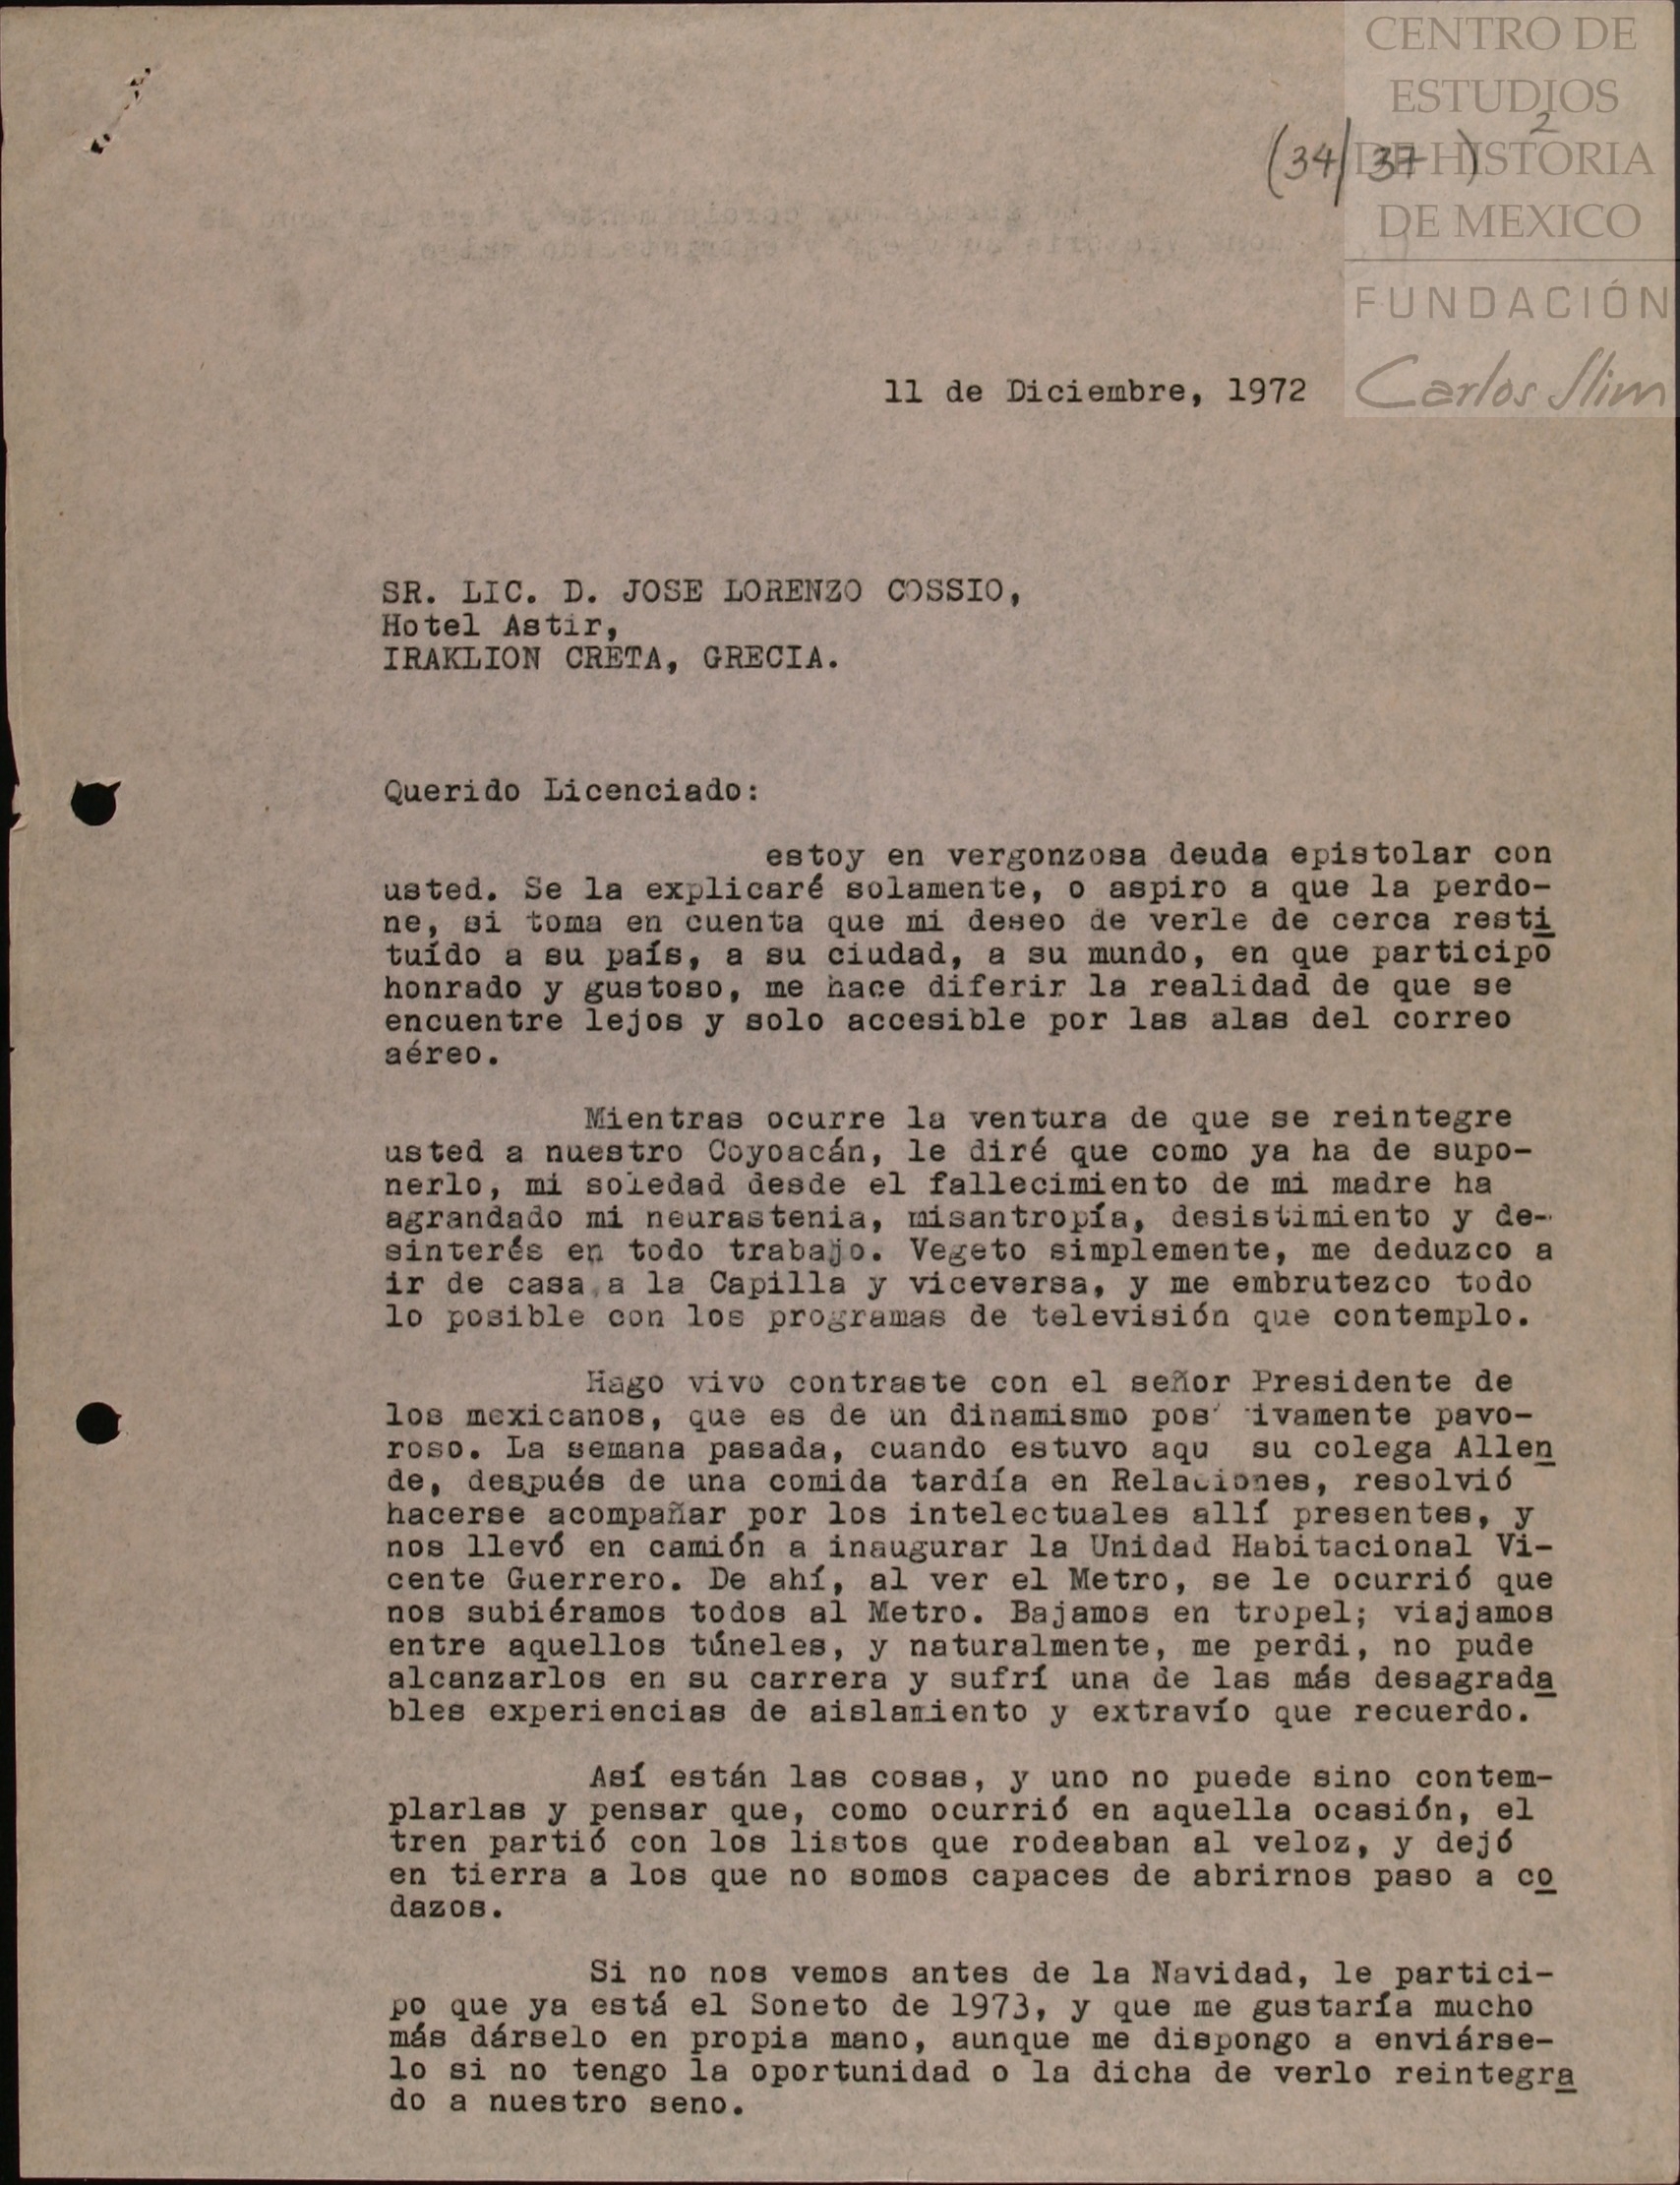 CENTRO DE
ESTUDIOS
DE HISTORIA
DE MEXICO
FUNDACIÓN
Carlos Slim
2
(34/37)
11 de Diciembre, 1972
SR. LIC. D. JOSE LORENZO COSSIO,
Hotel Astir,
IRAKLION CRETA, GRECIA.
Querido Licenciado:
estoy en vergonzosa deuda epistolar con
usted. Se la explicaré solamente, o aspiro a que la perdo-
ne, si toma en cuenta que mi deseo de verle de cerca resti
tuído a su país, a su ciudad, a su mundo, en que participó
honrado y gustoso, me hace diferir la realidad de que se
encuentre lejos y solo accesible por las alas del correo
aéreo.
Mientras ocurre la ventura de que se reintegre
usted a nuestro Coyoacán, le diré que como ya ha de supo-
nerlo, mi soledad desde el fallecimiento de mi madre ha
agrandado mi neurastenia, misantropía, desistimiento y de-
sinterés en todo trabajo. Vegeto simplemente, me deduzco a
ir de casa a la Capilla y viceversa, y me embrutezco todo
lo posible con los programas de televisión que contemplo.
Hago vivo contraste con el señor Presidente de
los mexicanos, que es de un dinamismo pos ivamente pavo-
roso. La semana pasada, cuando estuvo aqu su colega Allen
de, después de una comida tardía en Relaciones, resolvió
hacerse acompañar por los intelectuales allí presentes, y
nos llevó en camión a inaugurar la Unidad Habitacional Vi-
cente Guerrero. De ahí, al ver el Metro, se le ocurrió que
nos subiéramos todos al Metro. Bajamos en tropel; viajamos
entre aquellos túneles, y naturalmente, me perdi, no pude
alcanzarlos en su carrera y sufrí una de las más desagrada
bles experiencias de aislamiento y extravío que recuerdo.
Así están las cosas, y uno no puede sino contem-
plarlas y pensar que, como ocurrió en aquella ocasión, el
tren partió con los listos que rodeaban al veloz, y dejó
en tierra a los que no somos capaces de abrirnos paso a co
dazos.
Si no nos vemos antes de la Navidad, le partici-
po que ya está el Soneto de 1973, y que me gustaría mucho
más dárselo en propia mano, aunque me dispongo a enviárse-
lo si no tengo la oportunidad o la dicha de verlo reintegra
do a nuestro seno.